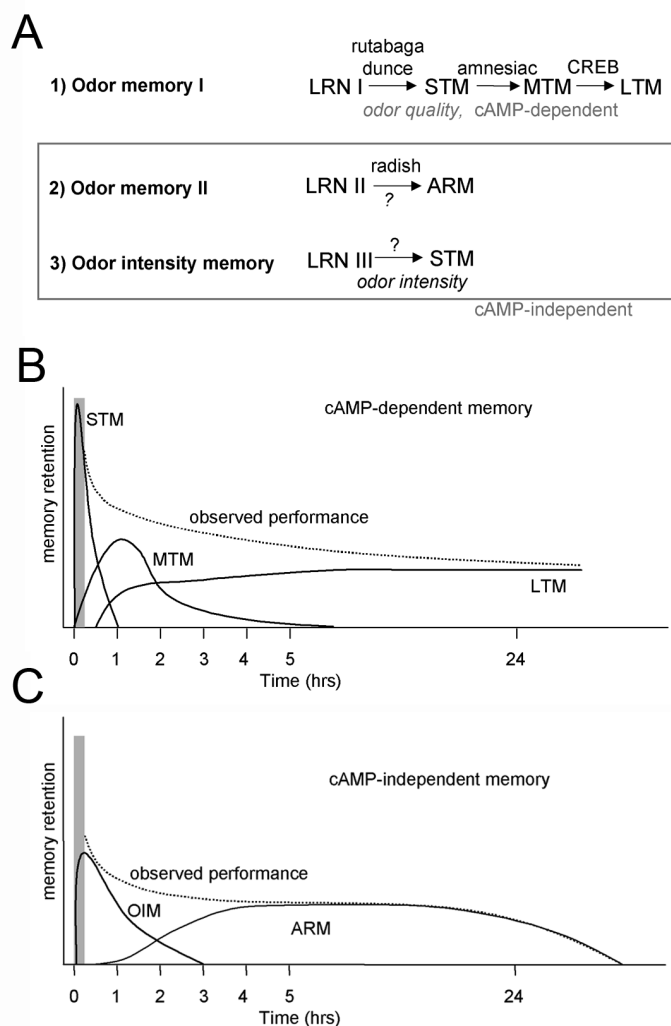 A
rutabaga
dunce amnesiac CREB
1) Odor memory I LRN I STM MTM LTM
odor quality, cAMP-dependent
radish
2) Odor memory II LRN II ARM
?
?
3) Odor intensity memory LRN III STM
odor intensity
cAMP-independent
B
cAMP-dependent memory
STM
memory retention
observed performance
MTM
LTM
0 1 2 3 4 5 24
Time (hrs)
C
cAMP-independent memory
memory retention
observed performance
OIM
ARM
0 1 2 3 4 5 24
Time (hrs)